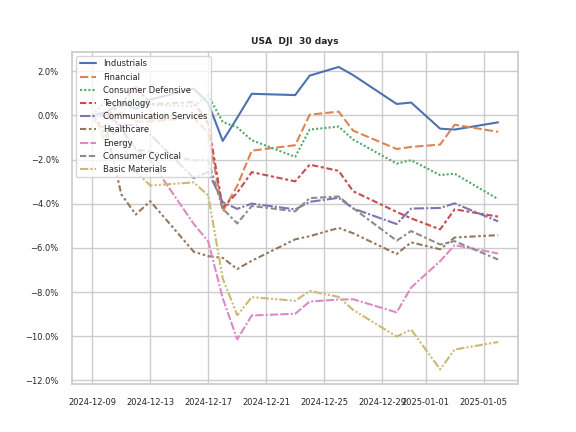 USA DJI 30 days
Industrials
Financial
Consumer Defensive
Technology
Communication Services
Healthcare
Energy
Consumer Cyclical
Basic Materials
2.0%
0.0%
−2.0%
−4.0%
−6.0%
−8.0%
−10.0%
−12.0%
2024-12-09 2024-12-13 2024-12-17 2024-12-21 2024-12-25 2024-12-29 2025-01-01 2025-01-05